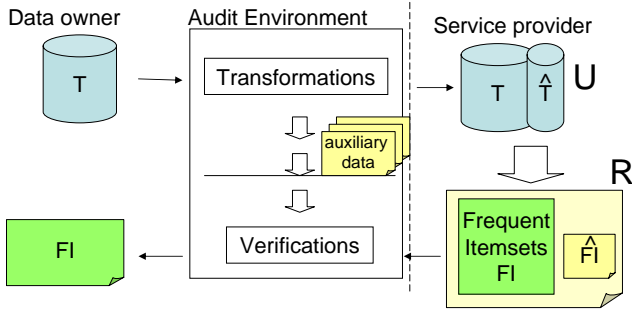 Data owner
Audit Environment
Service provider
T
Transformations
T
T̂
U
auxiliary
data
R
FI
Verifications
Frequent
Itemsets
FI
F̂I